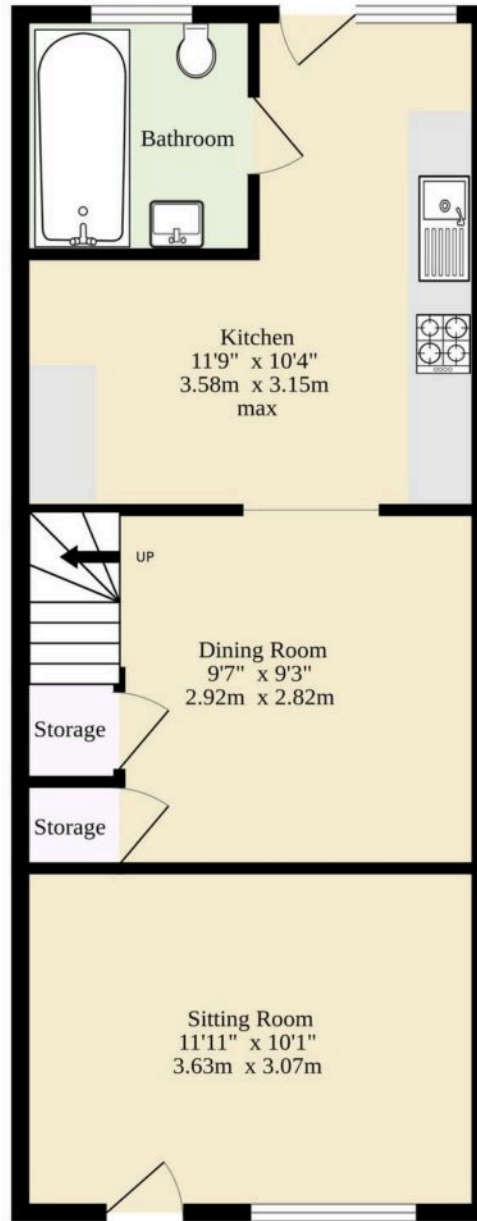 Bathroom
Kitchen
11'9" x 10'4"
3.58m x 3.15m
max
UP
Dining Room
9'7" x 9'3"
2.92m x 2.82m
Storage
Storage
Sitting Room
11'11" x 10'1"
3.63m x 3.07m